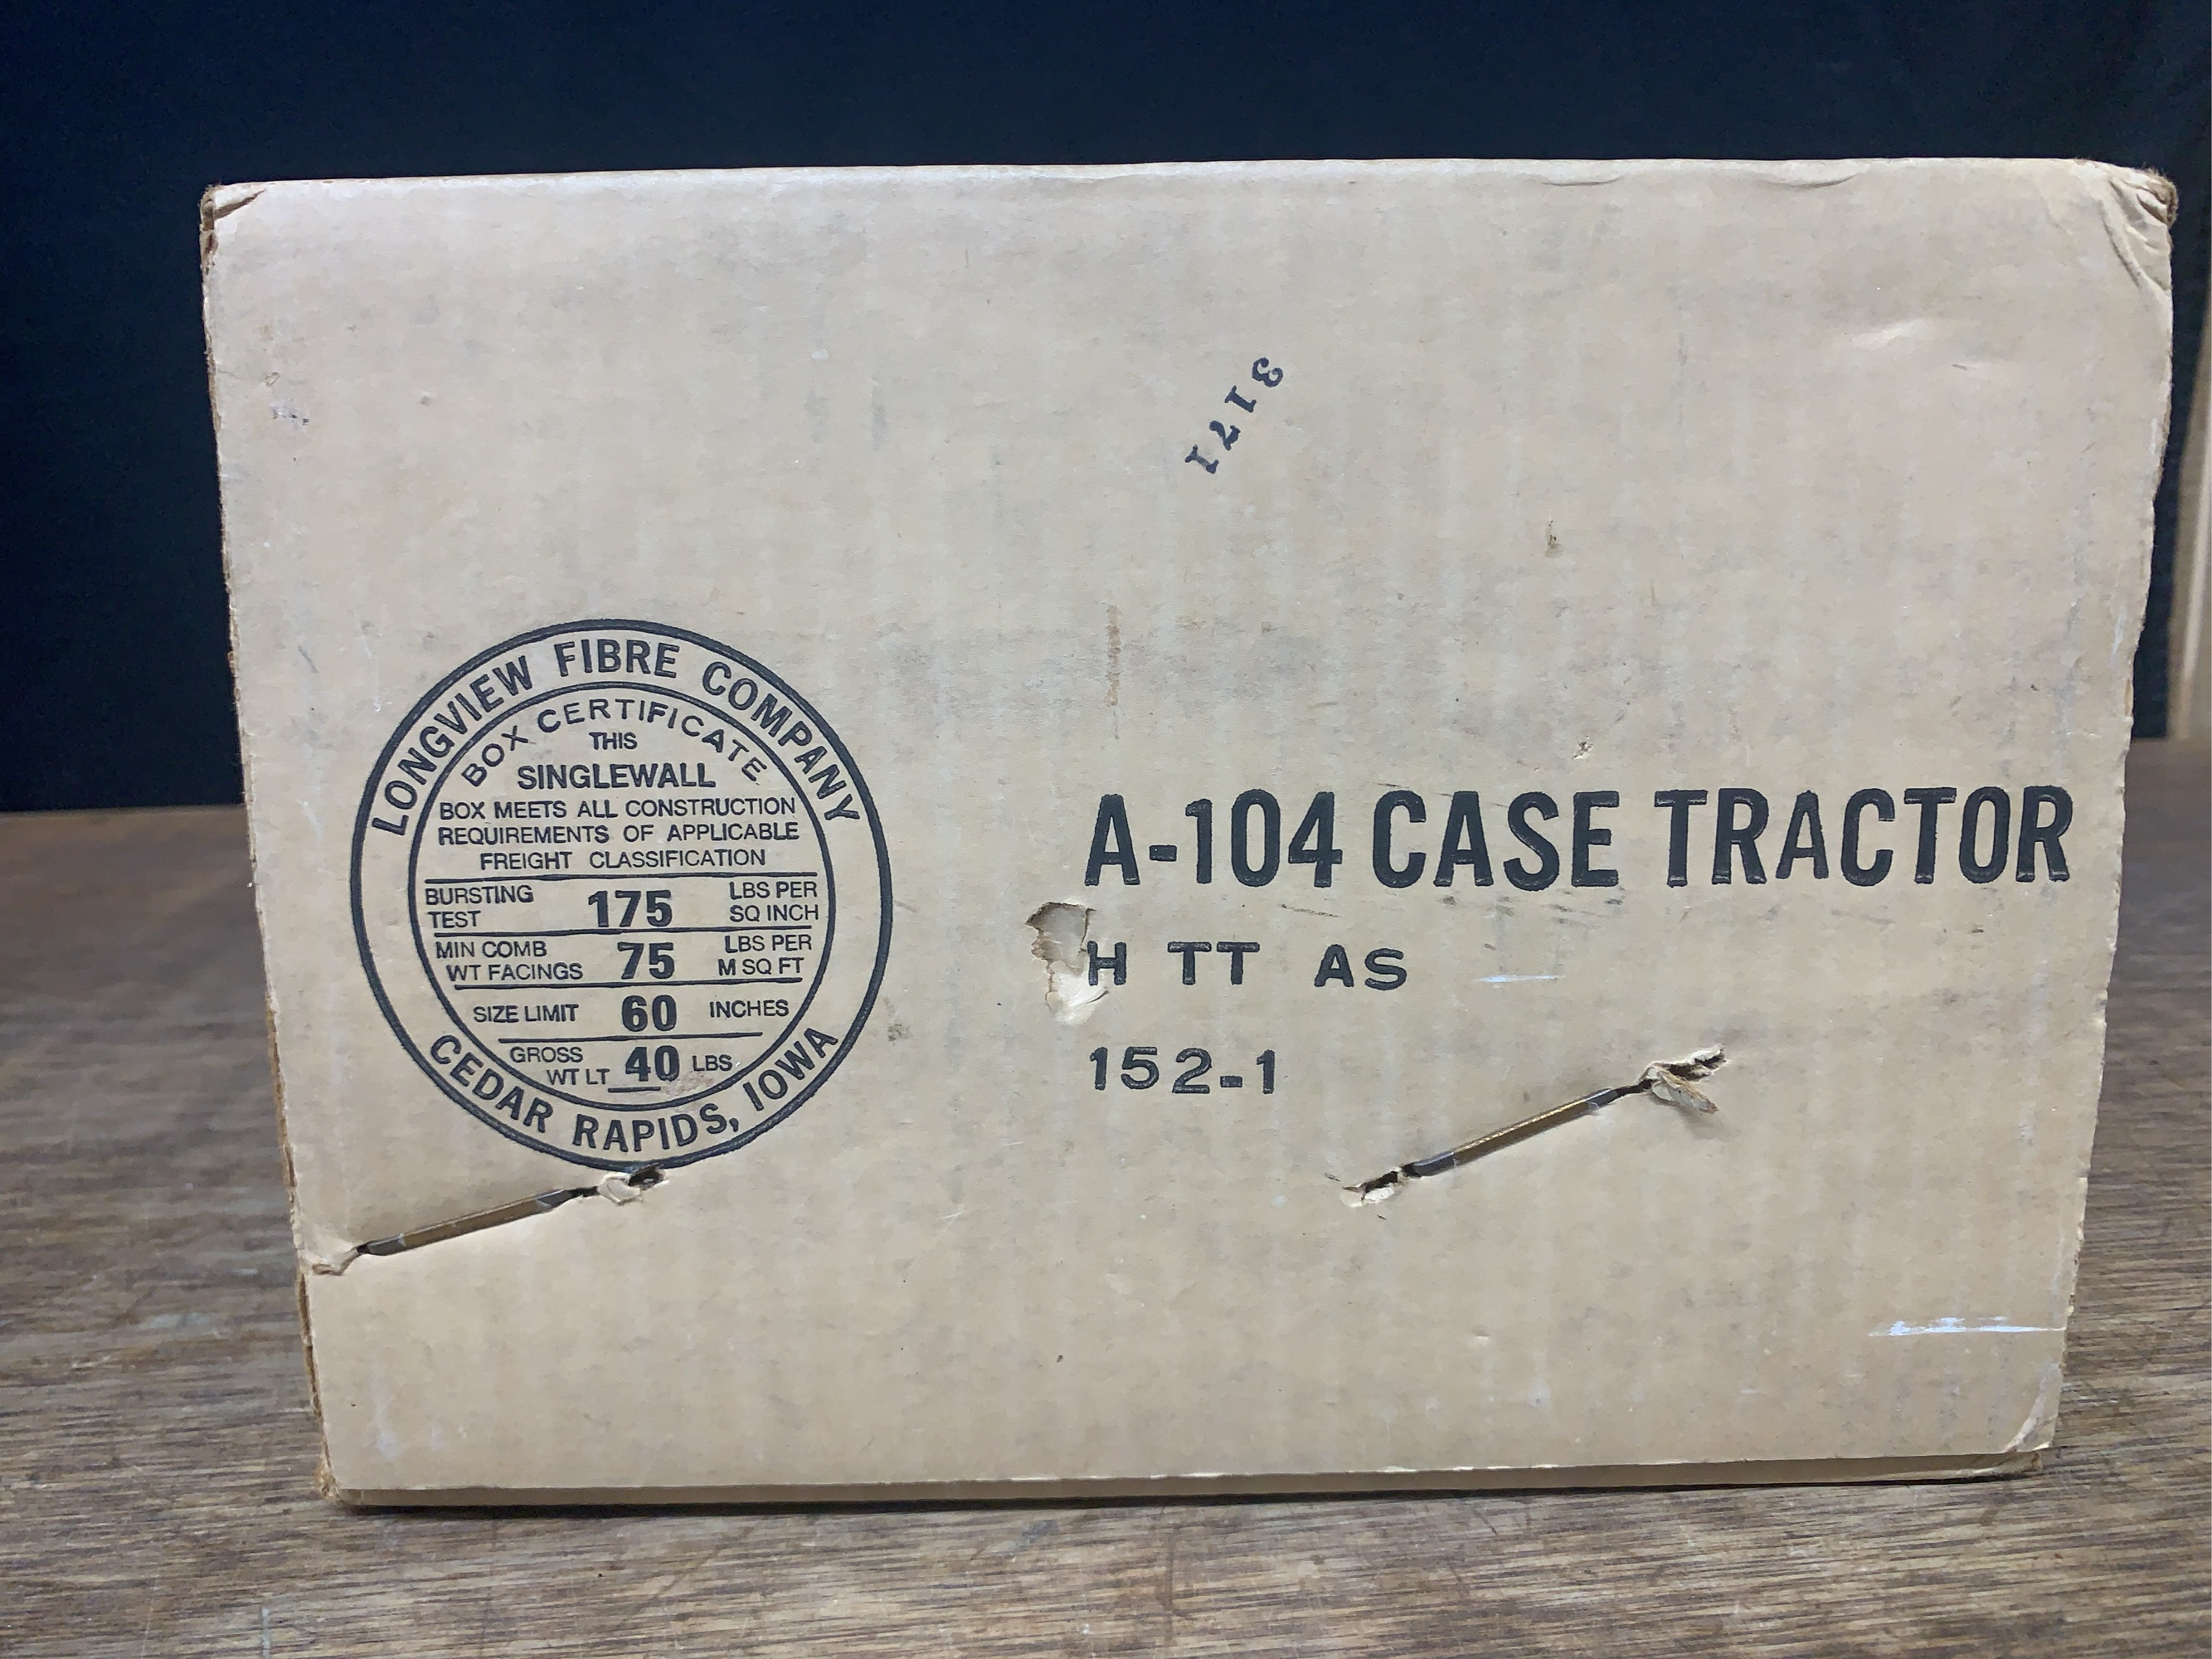 3121
LONGVIEW FIBRE COMPANY
BOX CERTIFICATE
THIS
SINGLEWALL
BOX MEETS ALL CONSTRUCTION
REQUIREMENTS OF APPLICABLE
FREIGHT CLASSIFICATION
BURSTING TEST 175 LBS PER SQ INCH
MIN COMB WT FACINGS 75 LBS PER M SQ FT
SIZE LIMIT 60 INCHES
GROSS WT LT 40 LBS
CEDAR RAPIDS, IOWA
A-104 CASE TRACTOR
H TT AS
152-1